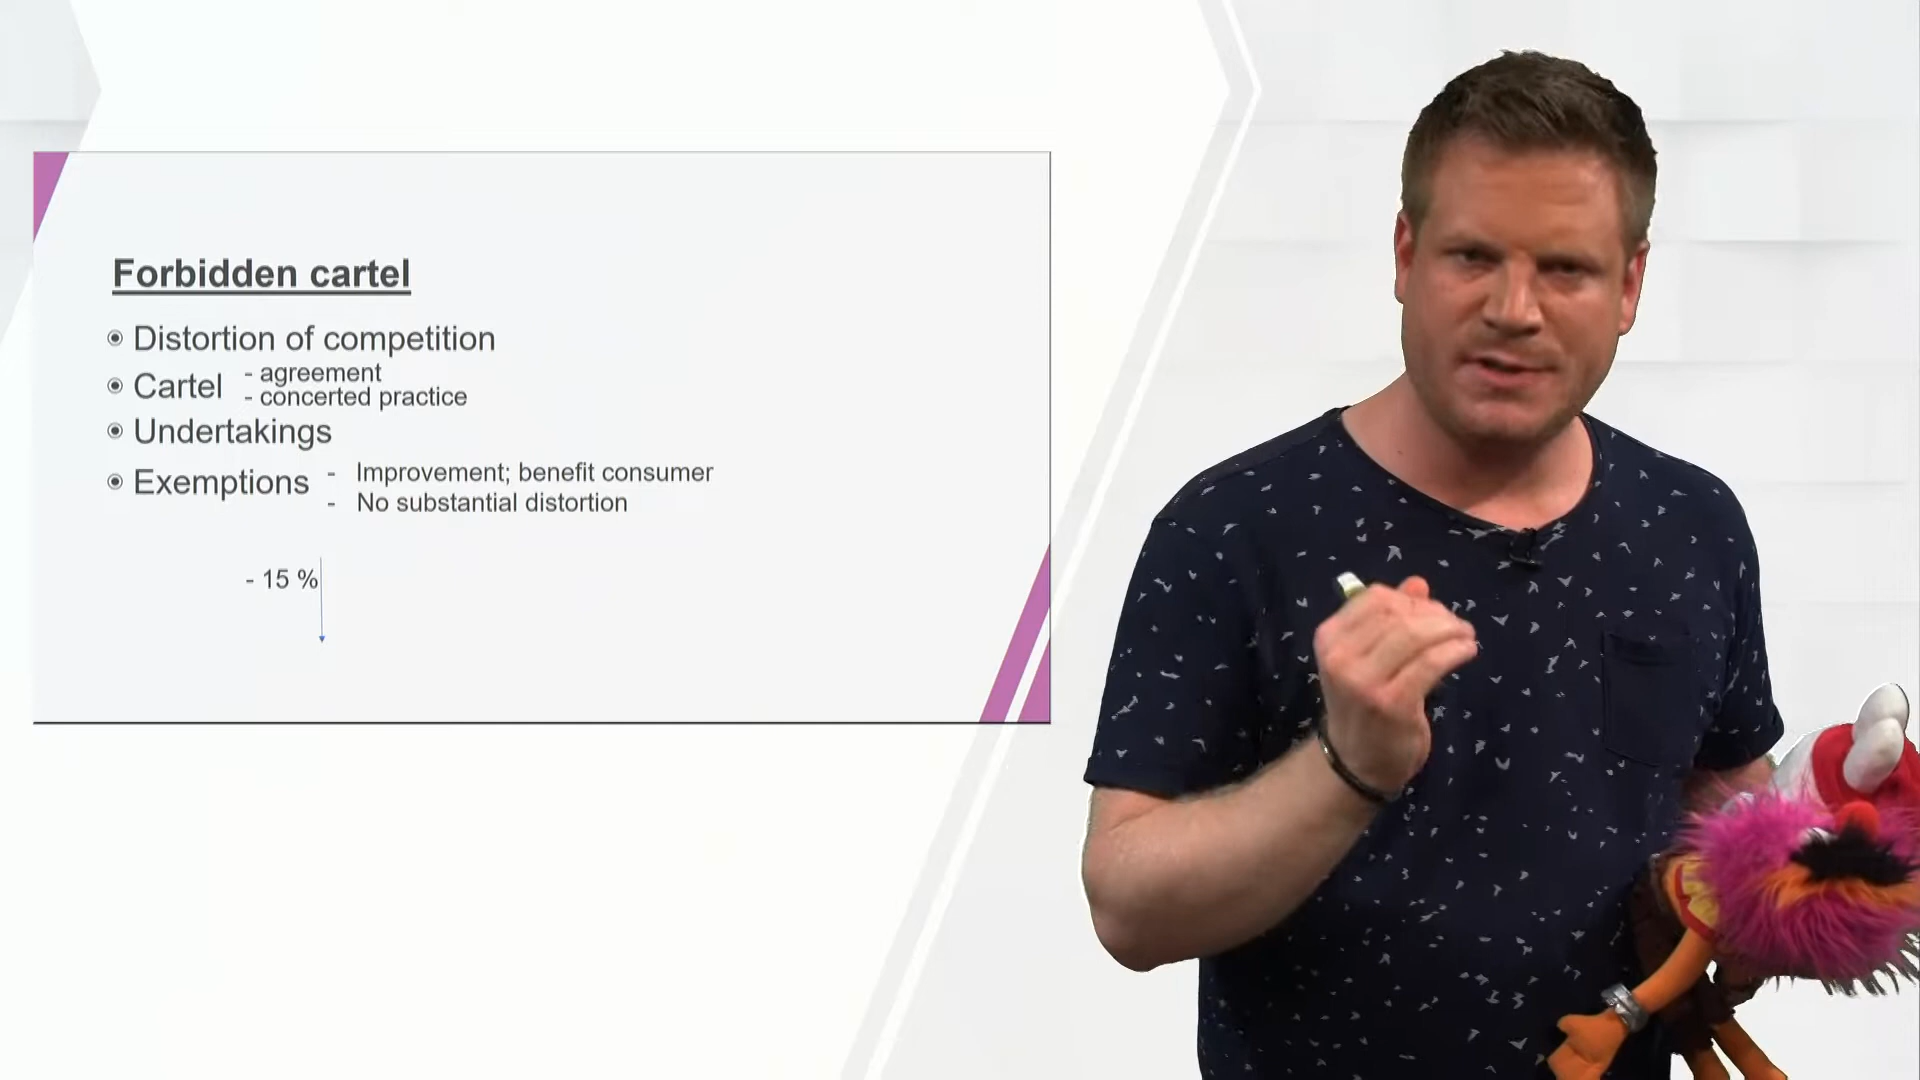 Forbidden cartel
Distortion of competition
Cartel - agreement
- concerted practice
Undertakings
Exemptions - Improvement; benefit consumer
- No substantial distortion
- 15 %